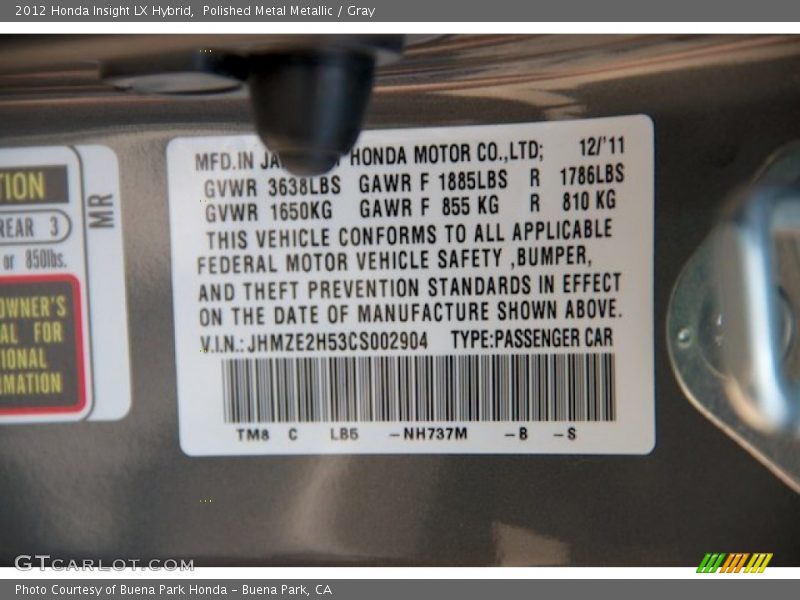 2012 Honda Insight LX Hybrid, Polished Metal Metallic / Gray
MFD.IN HONDA MOTOR CO.,LTD; 12/'11
GVWR 3638LBS GAWR F 1885LBS R 1786LBS
GVWR 1650KG GAWR F 855 KG R 810 KG
THIS VEHICLE CONFORMS TO ALL APPLICABLE
FEDERAL MOTOR VEHICLE SAFETY ,BUMPER,
AND THEFT PREVENTION STANDARDS IN EFFECT
ON THE DATE OF MANUFACTURE SHOWN ABOVE.
V.I.N.: JHMZE2H53CS002904 TYPE:PASSENGER CAR
TM8 C LB5 –NH737M –B –S
TION
REAR 3
or 850lbs.
OWNER'S
AL FOR
IONAL
MATION
MR
GTCARLOT.COM
Photo Courtesy of Buena Park Honda – Buena Park, CA